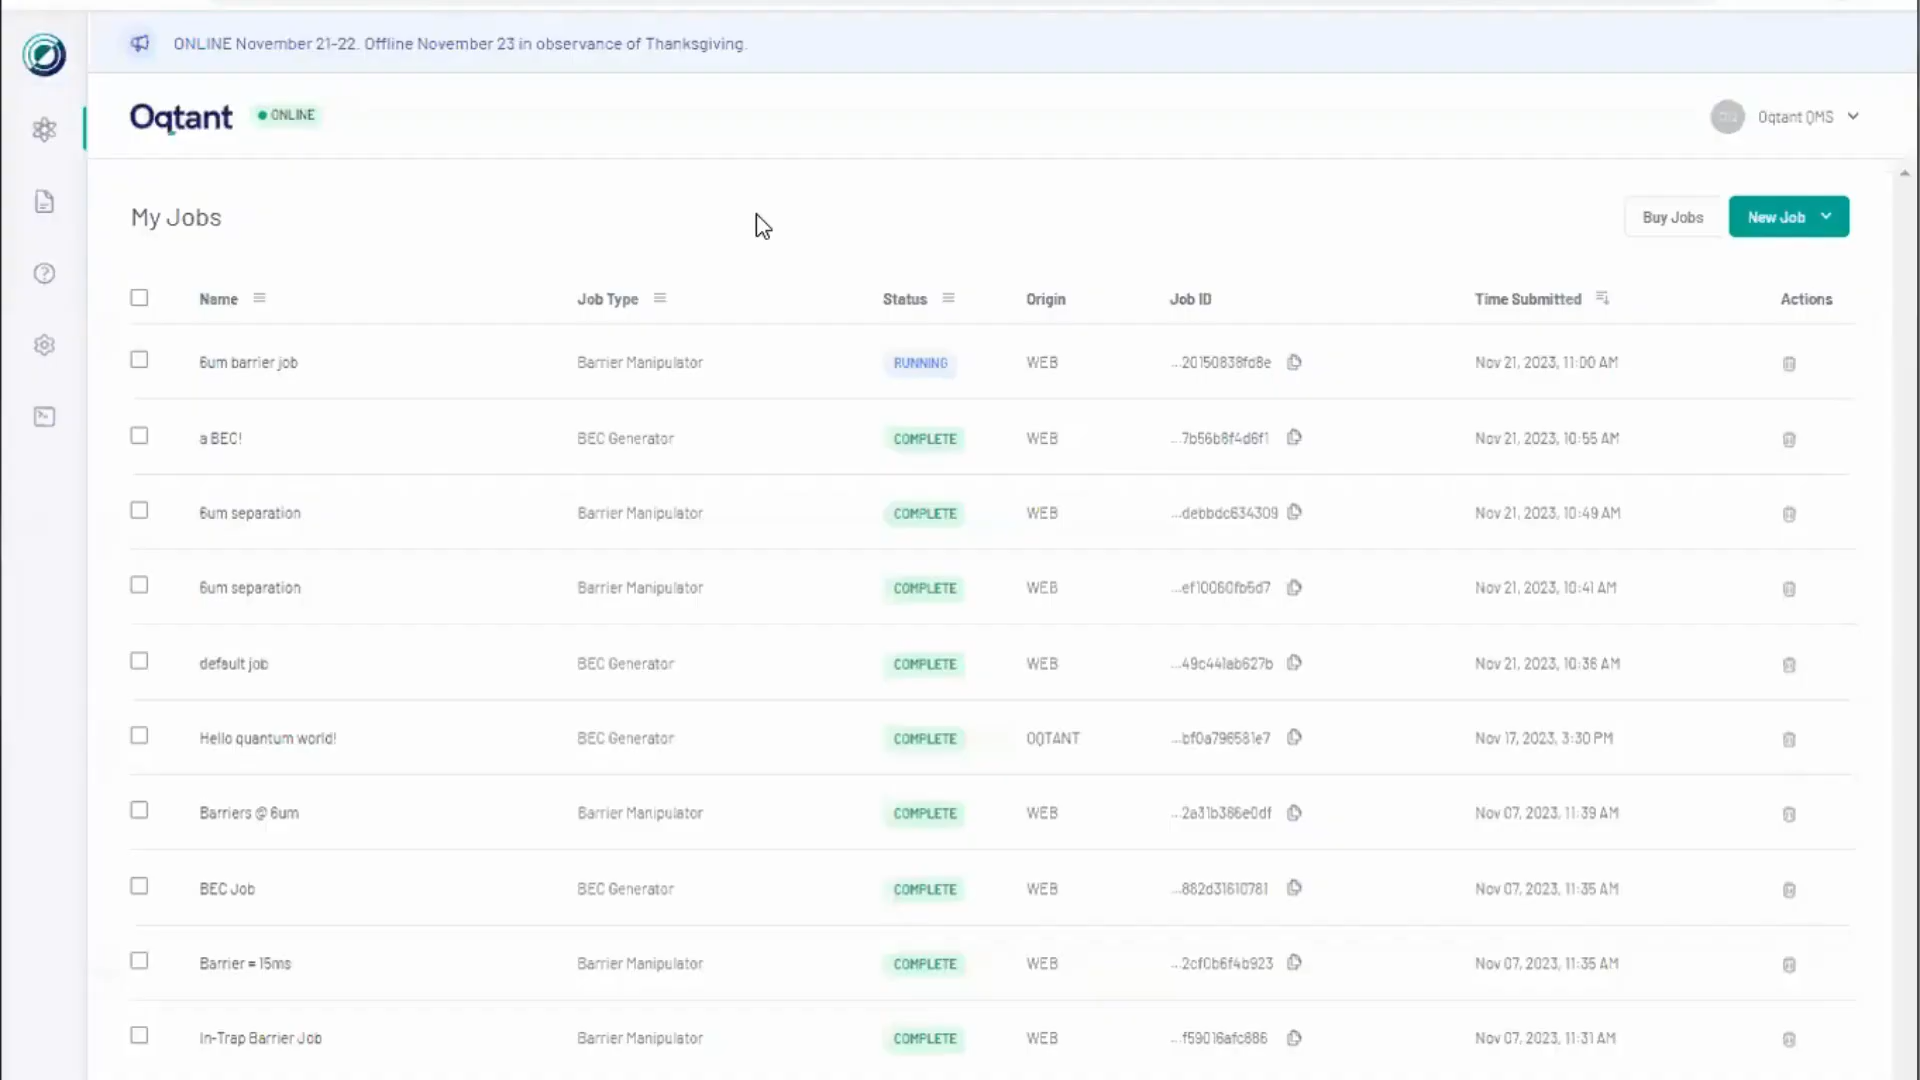 ONLINE November 21-22. Offline November 23 in observance of Thanksgiving.
Oqtant ONLINE Oqtant QMS
My Jobs Buy Jobs New Job
Name Job Type Status Origin Job ID Time Submitted Actions
6um barrier job Barrier Manipulator RUNNING WEB ...20150838fd8e Nov 21, 2023, 11:00 AM
a BEC! BEC Generator COMPLETE WEB ...7b56b8f4d6f1 Nov 21, 2023, 10:55 AM
6um separation Barrier Manipulator COMPLETE WEB ...debbdc634309 Nov 21, 2023, 10:49 AM
6um separation Barrier Manipulator COMPLETE WEB ...ef10060fb5d7 Nov 21, 2023, 10:41 AM
default job BEC Generator COMPLETE WEB ...49c441ab627b Nov 21, 2023, 10:36 AM
Hello quantum world! BEC Generator COMPLETE OQTANT ...bf0a796581e7 Nov 17, 2023, 3:30 PM
Barriers @ 6um Barrier Manipulator COMPLETE WEB ...2a31b386e0df Nov 07, 2023, 11:39 AM
BEC Job BEC Generator COMPLETE WEB ...882d31610781 Nov 07, 2023, 11:35 AM
Barrier = 15ms Barrier Manipulator COMPLETE WEB ...2cf0b6f4b923 Nov 07, 2023, 11:35 AM
In-Trap Barrier Job Barrier Manipulator COMPLETE WEB ...f59016afc886 Nov 07, 2023, 11:31 AM